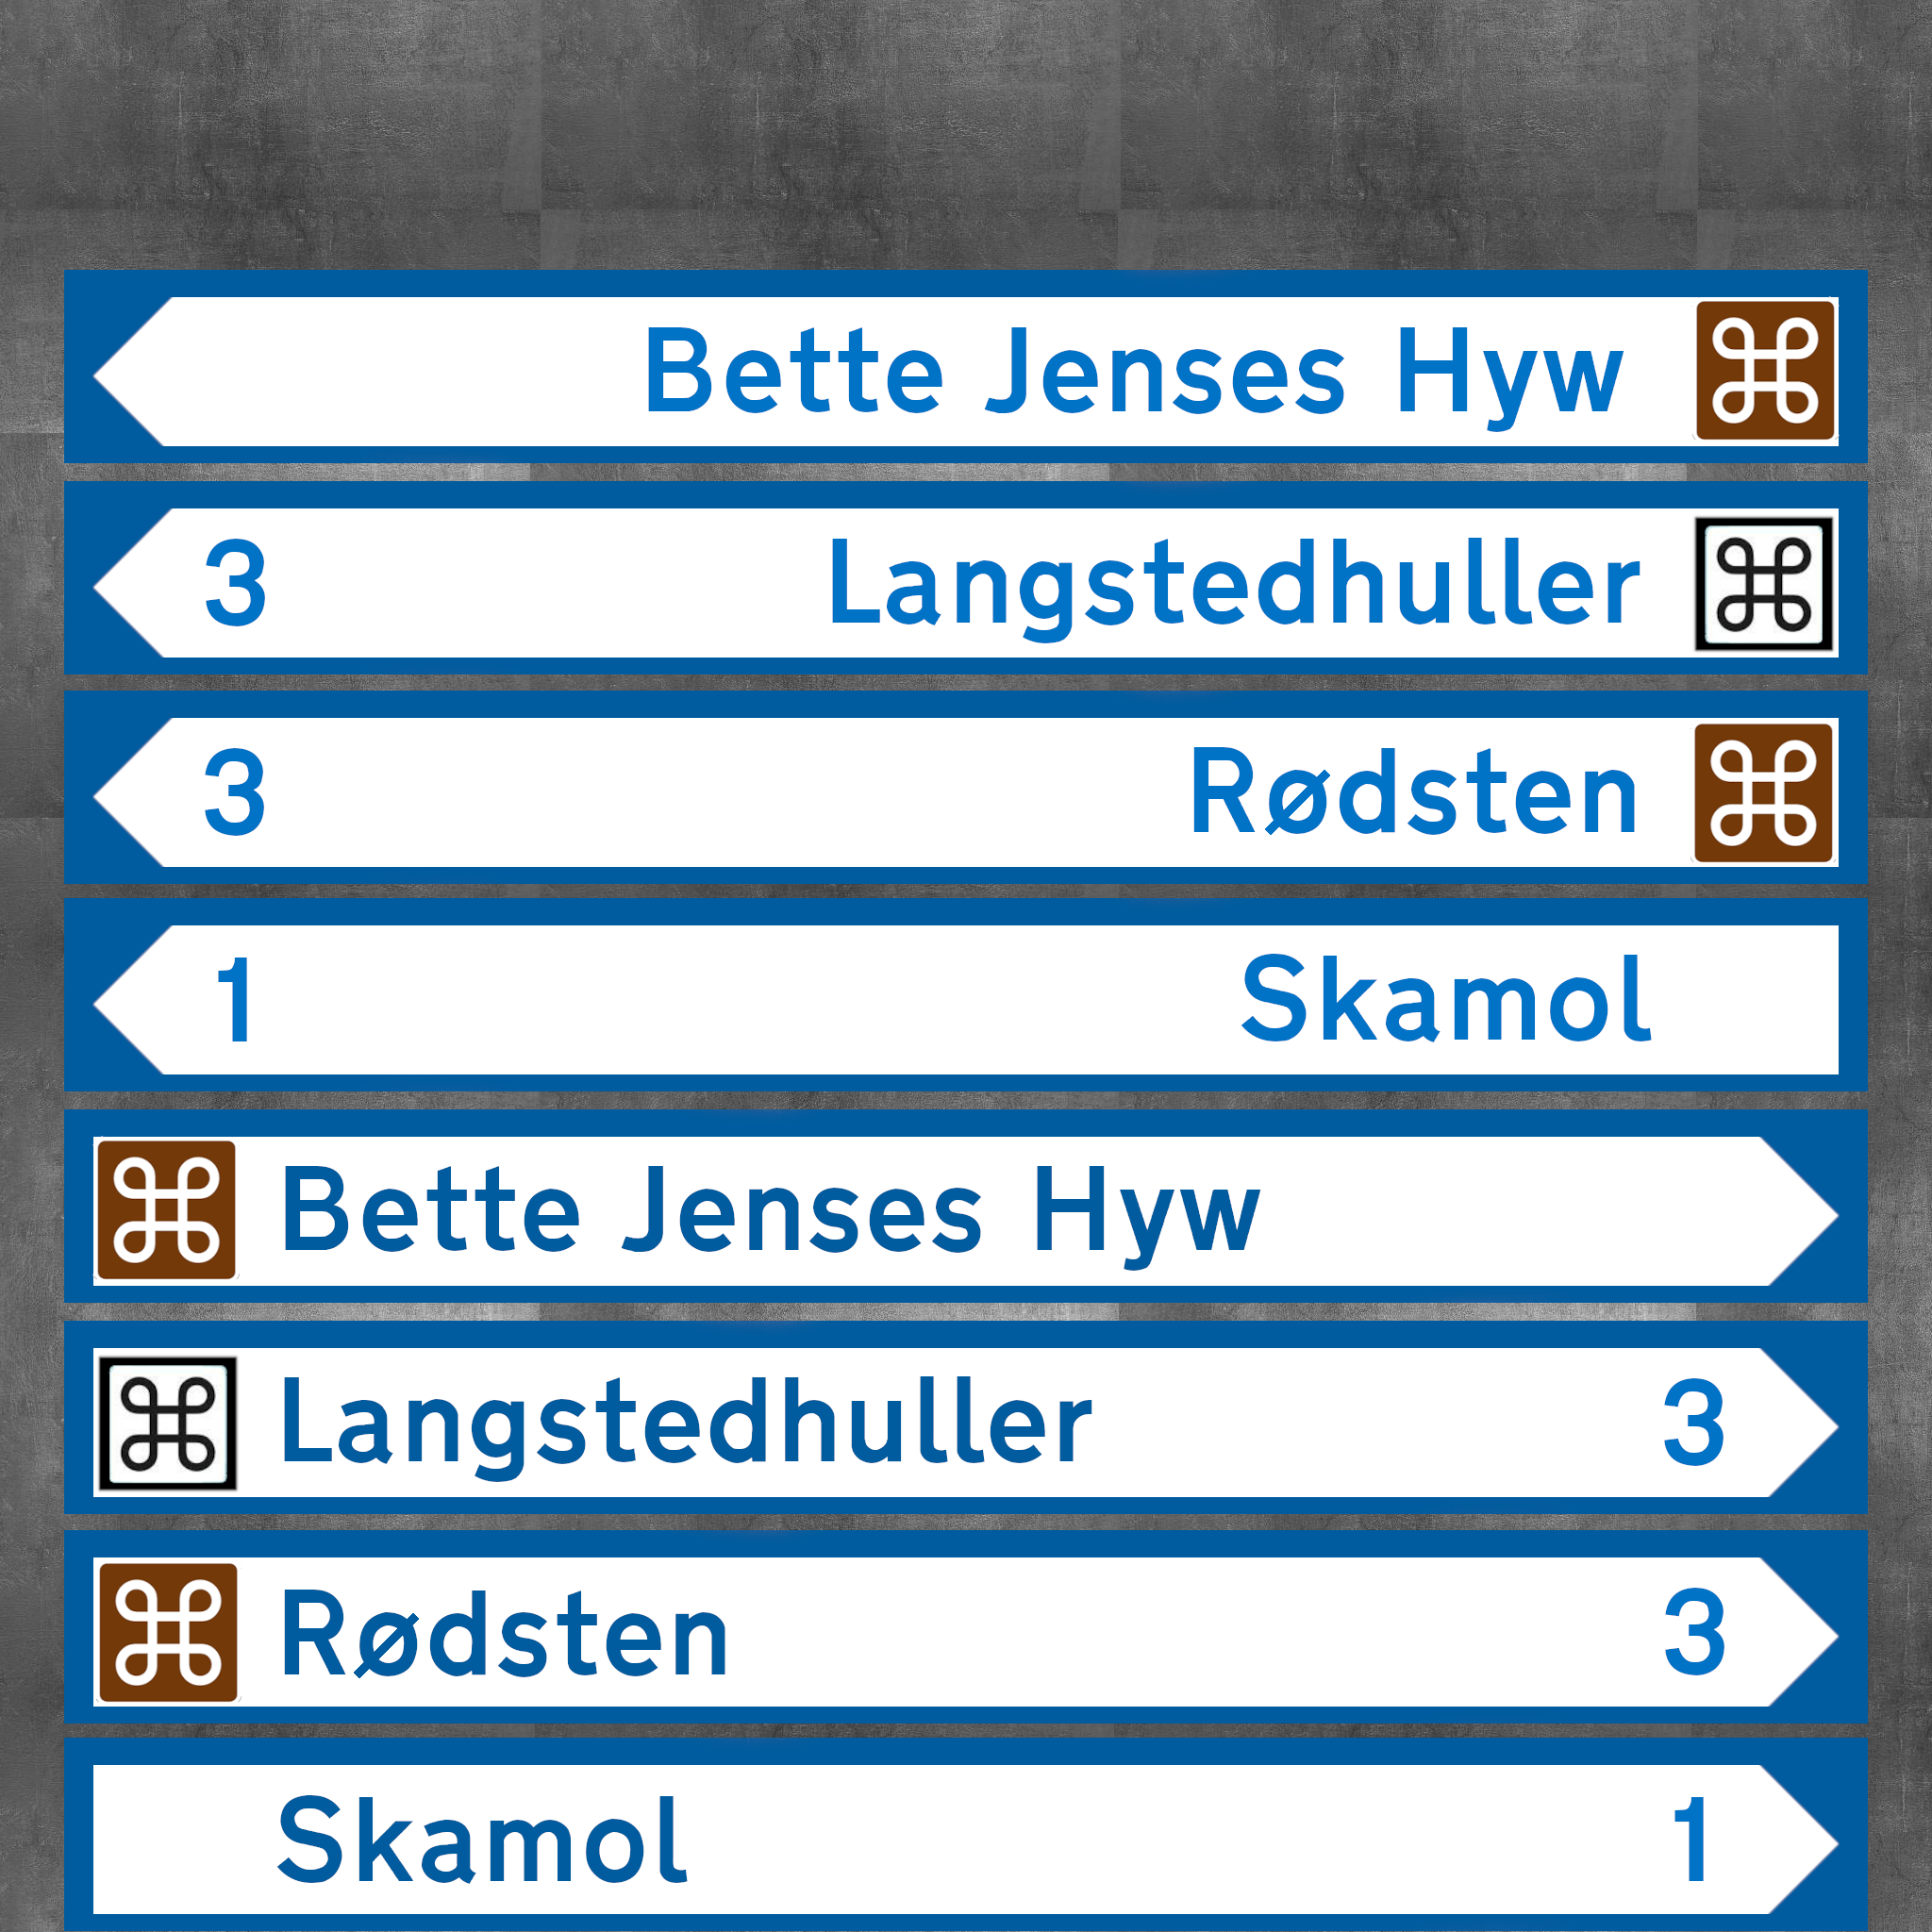 Bette Jenses Hyw
3 Langstedhuller
3 Rødsten
1 Skamol
Bette Jenses Hyw
Langstedhuller 3
Rødsten 3
Skamol 1